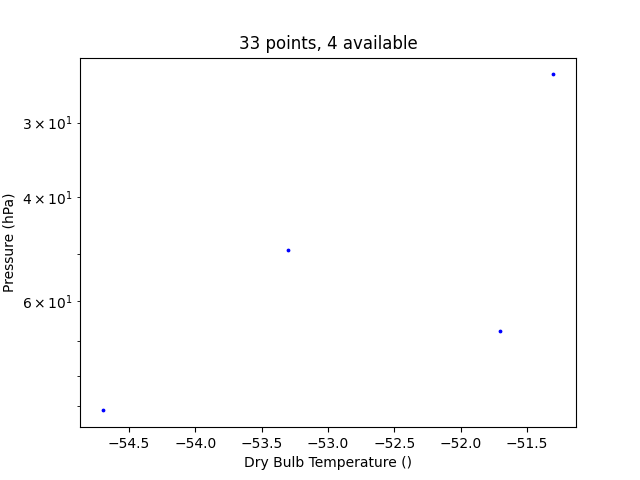 33 points, 4 available
3 × 10¹
4 × 10¹
6 × 10¹
Pressure (hPa)
−54.5 −54.0 −53.5 −53.0 −52.5 −52.0 −51.5
Dry Bulb Temperature ()